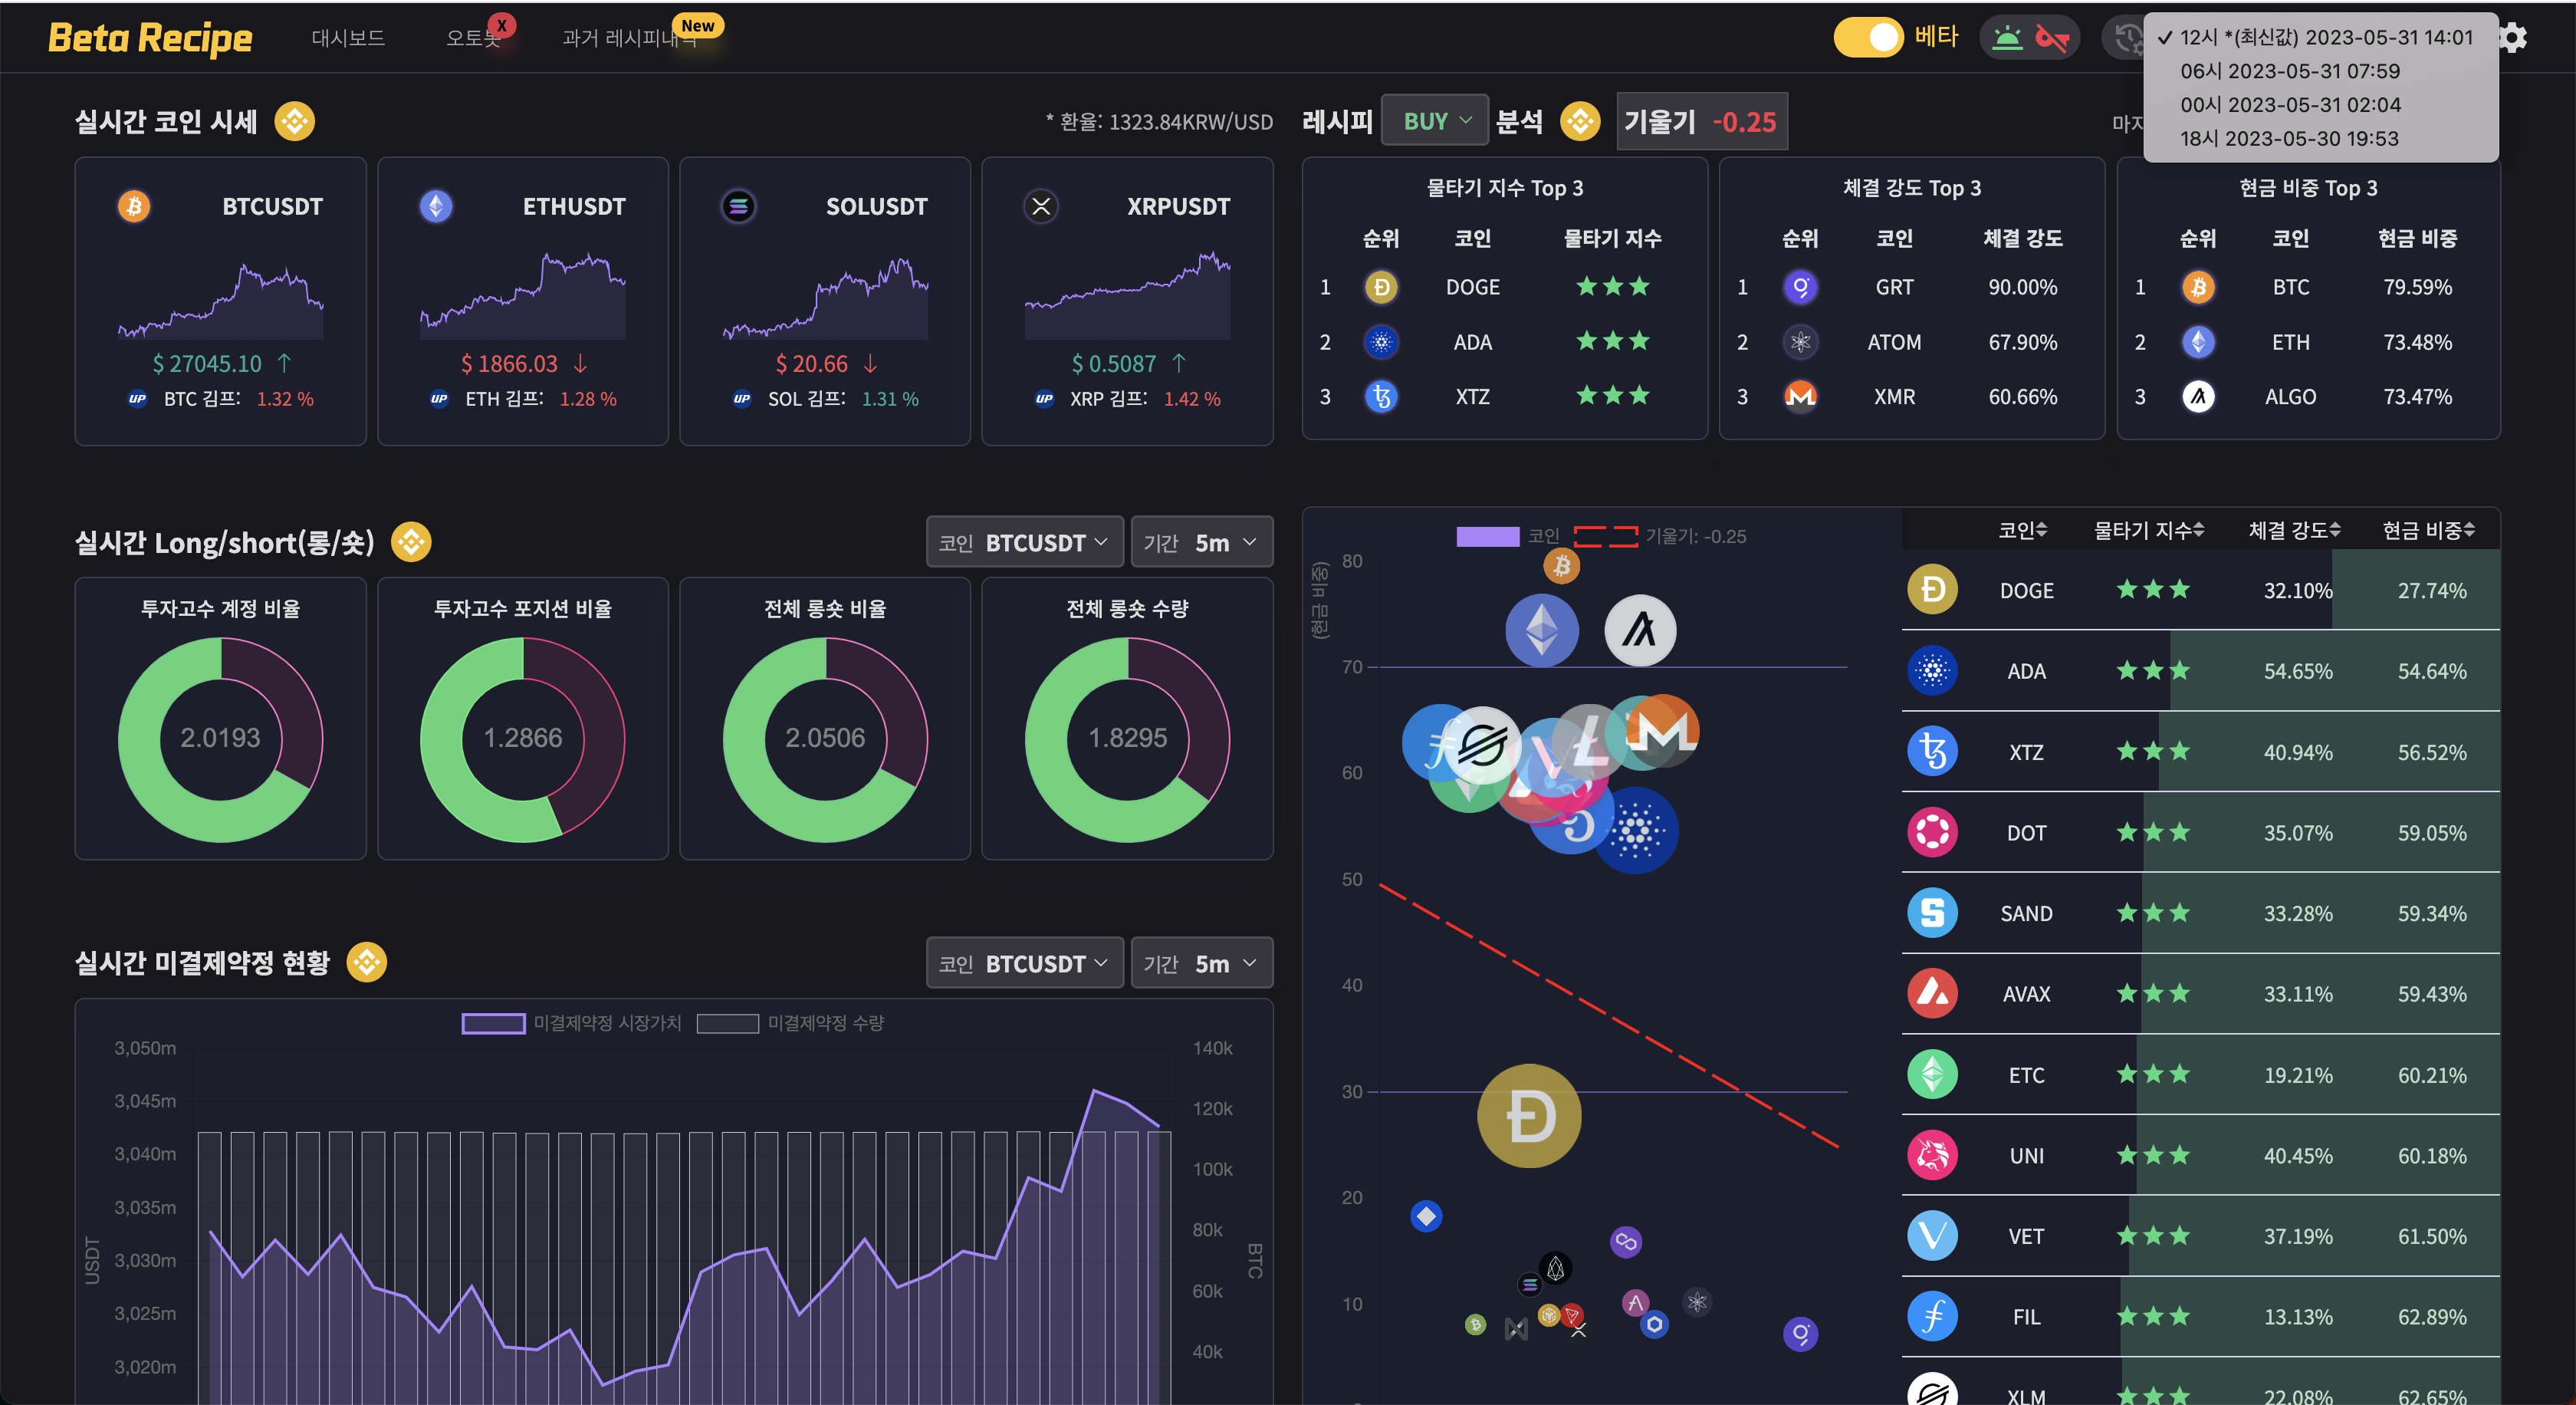 Beta Recipe
대시보드
X
과거 레시피내역
New
베타
✓ 12시 *(최신값) 2023-05-31 14:01
06시 2023-05-31 07:59
00시 2023-05-31 02:04
18시 2023-05-30 19:53
실시간 코인 시세
* 환율: 1323.84KRW/USD
BTCUSDT
$ 27045.10 ↑
UP BTC 김프: 1.32 %
ETHUSDT
$ 1866.03 ↓
UP ETH 김프: 1.28 %
SOLUSDT
$ 20.66 ↓
UP SOL 김프: 1.31 %
XRPUSDT
$ 0.5087 ↑
UP XRP 김프: 1.42 %
레시피 BUY 분석
기울기 -0.25
물타기 지수 Top 3
순위 코인 물타기 지수
1 DOGE ★★★
2 ADA ★★★
3 XTZ ★★★
체결 강도 Top 3
순위 코인 체결 강도
1 GRT 90.00%
2 ATOM 67.90%
3 XMR 60.66%
현금 비중 Top 3
순위 코인 현금 비중
1 BTC 79.59%
2 ETH 73.48%
3 ALGO 73.47%
실시간 Long/short(롱/숏)
코인 BTCUSDT
기간 5m
투자고수 계정 비율
2.0193
투자고수 포지션 비율
1.2866
전체 롱숏 비율
2.0506
전체 롱숏 수량
1.8295
실시간 미결제약정 현황
코인 BTCUSDT
기간 5m
미결제약정 시장가치
미결제약정 수량
3,050m
3,045m
3,040m
3,035m
3,030m
3,025m
3,020m
USDT
140k
120k
100k
80k
60k
40k
BTC
코인
기울기: -0.25
(현금 비중)
80
70
60
50
40
30
20
10
코인 물타기 지수 체결 강도 현금 비중
DOGE ★★★ 32.10% 27.74%
ADA ★★★ 54.65% 54.64%
XTZ ★★★ 40.94% 56.52%
DOT ★★★ 35.07% 59.05%
SAND ★★★ 33.28% 59.34%
AVAX ★★★ 33.11% 59.43%
ETC ★★★ 19.21% 60.21%
UNI ★★★ 40.45% 60.18%
VET ★★★ 37.19% 61.50%
FIL ★★★ 13.13% 62.89%
XLM ★★★ 22.08% 62.65%